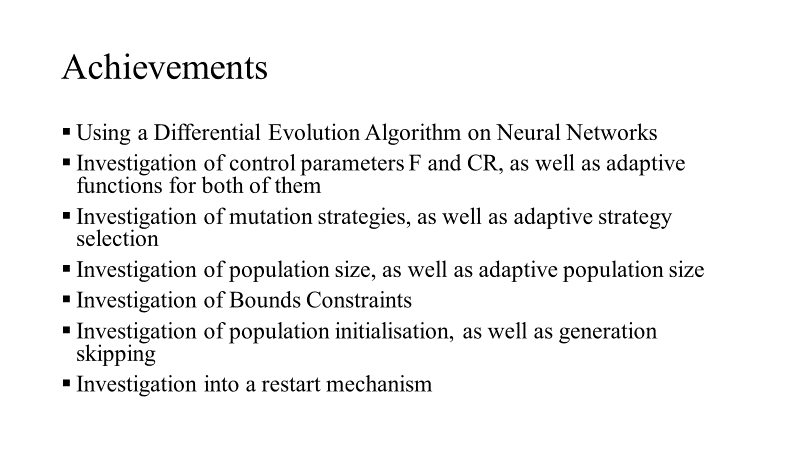 Achievements
▪ Using a Differential Evolution Algorithm on Neural Networks
▪ Investigation of control parameters F and CR, as well as adaptive
functions for both of them
▪ Investigation of mutation strategies, as well as adaptive strategy
selection
▪ Investigation of population size, as well as adaptive population size
▪ Investigation of Bounds Constraints
▪ Investigation of population initialisation, as well as generation
skipping
▪ Investigation into a restart mechanism